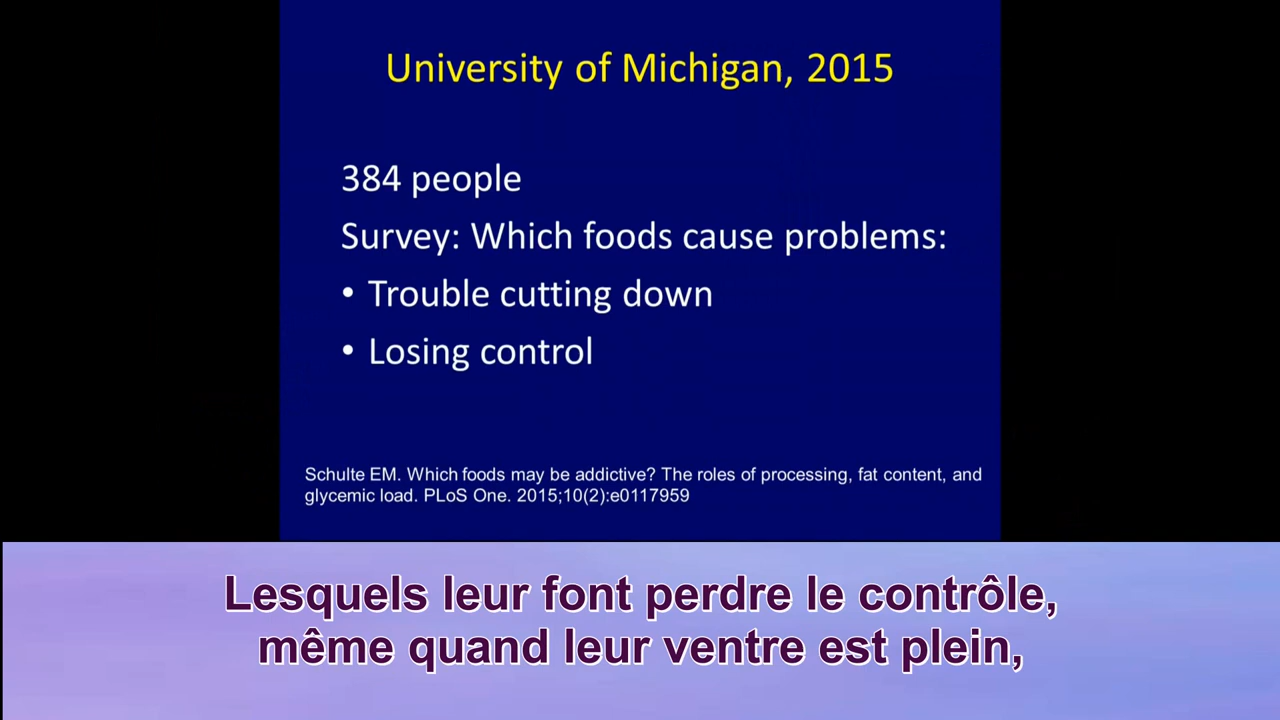 University of Michigan, 2015
384 people
Survey: Which foods cause problems:
• Trouble cutting down
• Losing control
Schulte EM. Which foods may be addictive? The roles of processing, fat content, and
glycemic load. PLoS One. 2015;10(2):e0117959
Lesquels leur font perdre le contrôle,
même quand leur ventre est plein,